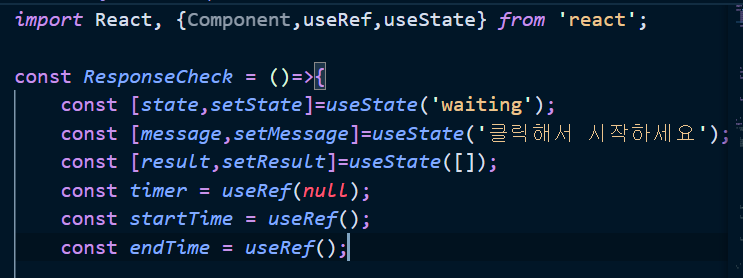 import React, {Component,useRef,useState} from 'react';
const ResponseCheck = ()=>{
const [state,setState]=useState('waiting');
const [message,setMessage]=useState('클릭해서 시작하세요');
const [result,setResult]=useState([]);
const timer = useRef(null);
const startTime = useRef();
const endTime = useRef();